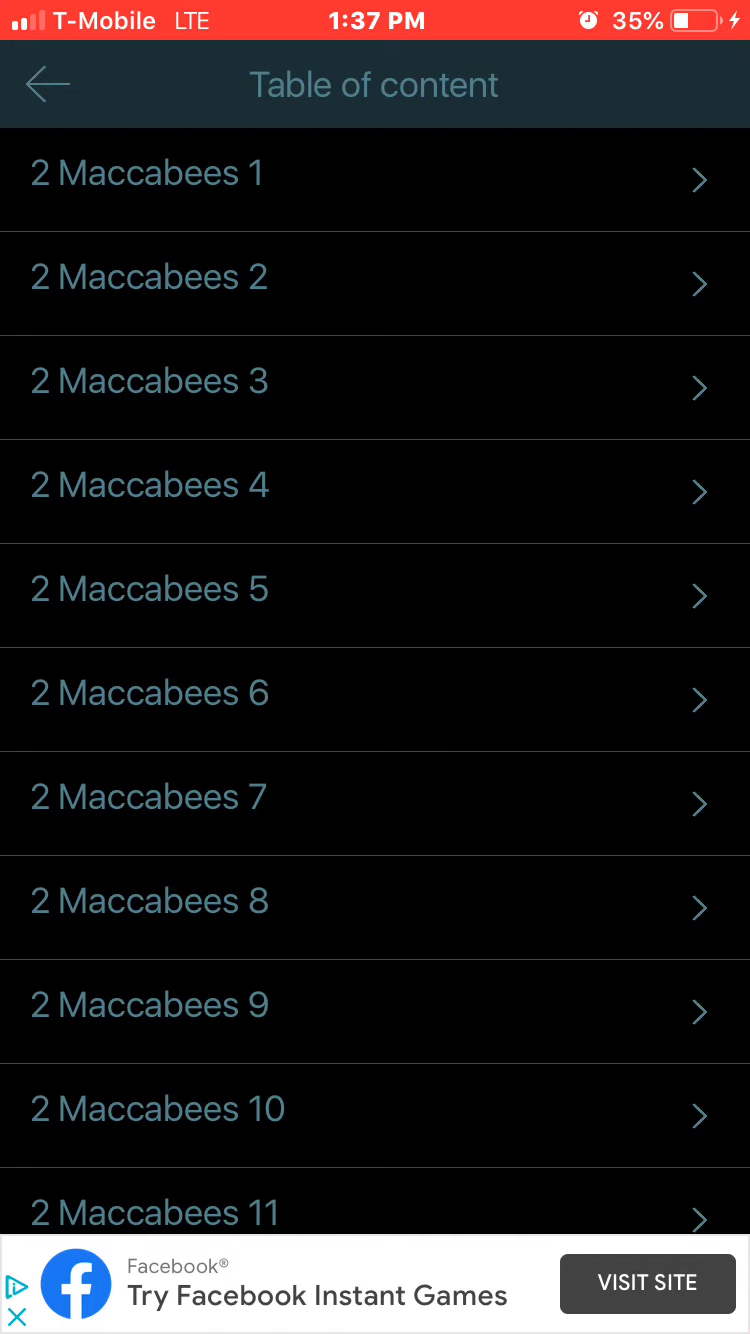 T-Mobile LTE 1:37 PM 35%
Table of content
2 Maccabees 1
2 Maccabees 2
2 Maccabees 3
2 Maccabees 4
2 Maccabees 5
2 Maccabees 6
2 Maccabees 7
2 Maccabees 8
2 Maccabees 9
2 Maccabees 10
2 Maccabees 11
Facebook®
Try Facebook Instant Games
VISIT SITE